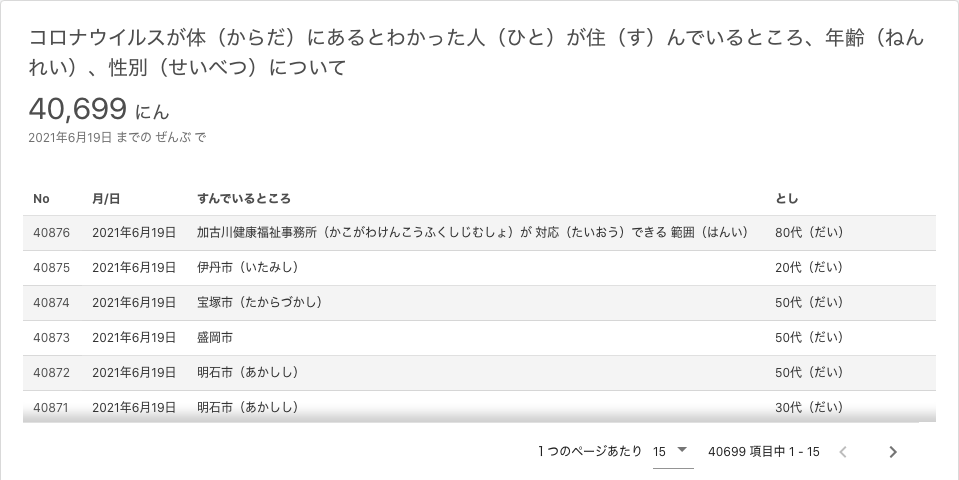 コロナウイルスが体（からだ）にあるとわかった人（ひと）が住（す）んでいるところ、年齢（ねん
れい）、性別（せいべつ）について
40,699 にん
2021年6月19日 までの ぜんぶ で
No 月/日 すんでいるところ とし
40876 2021年6月19日 加古川健康福祉事務所（かこがわけんこうふくしじむしょ）が 対応（たいおう）できる 範囲（はんい） 80代（だい）
40875 2021年6月19日 伊丹市（いたみし） 20代（だい）
40874 2021年6月19日 宝塚市（たからづかし） 50代（だい）
40873 2021年6月19日 盛岡市 50代（だい）
40872 2021年6月19日 明石市（あかしし） 50代（だい）
40871 2021年6月19日 明石市（あかしし） 30代（だい）
1 つのページあたり 15 40699 項目中 1 - 15